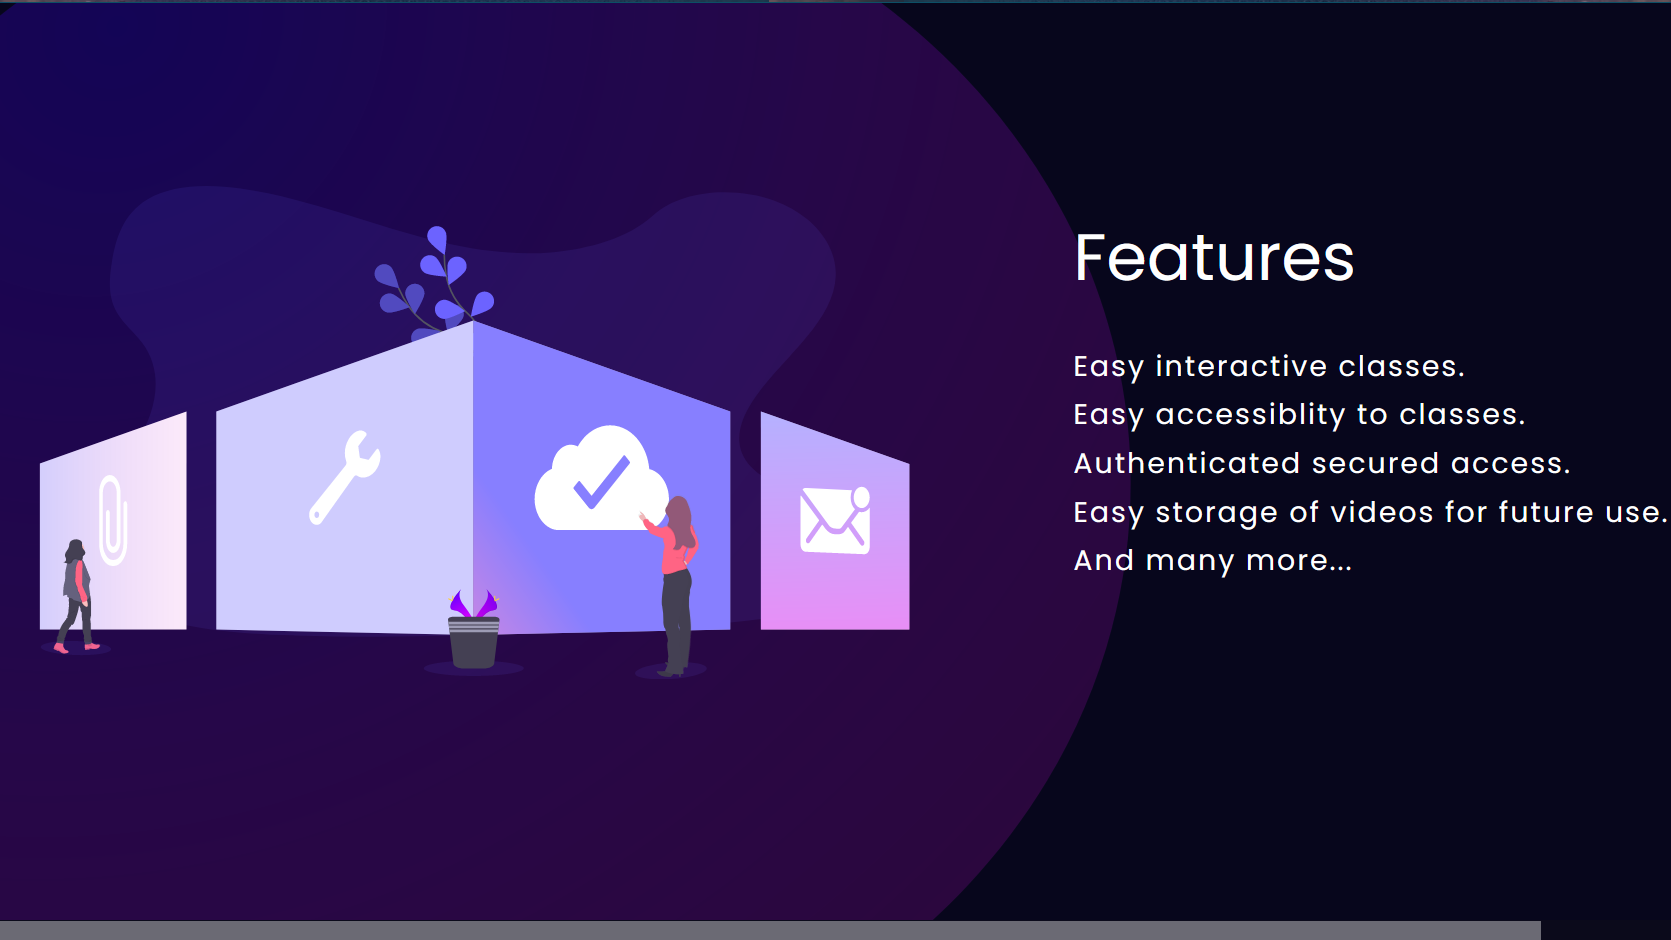 Features
Easy interactive classes.
Easy accessiblity to classes.
Authenticated secured access.
Easy storage of videos for future use.
And many more...